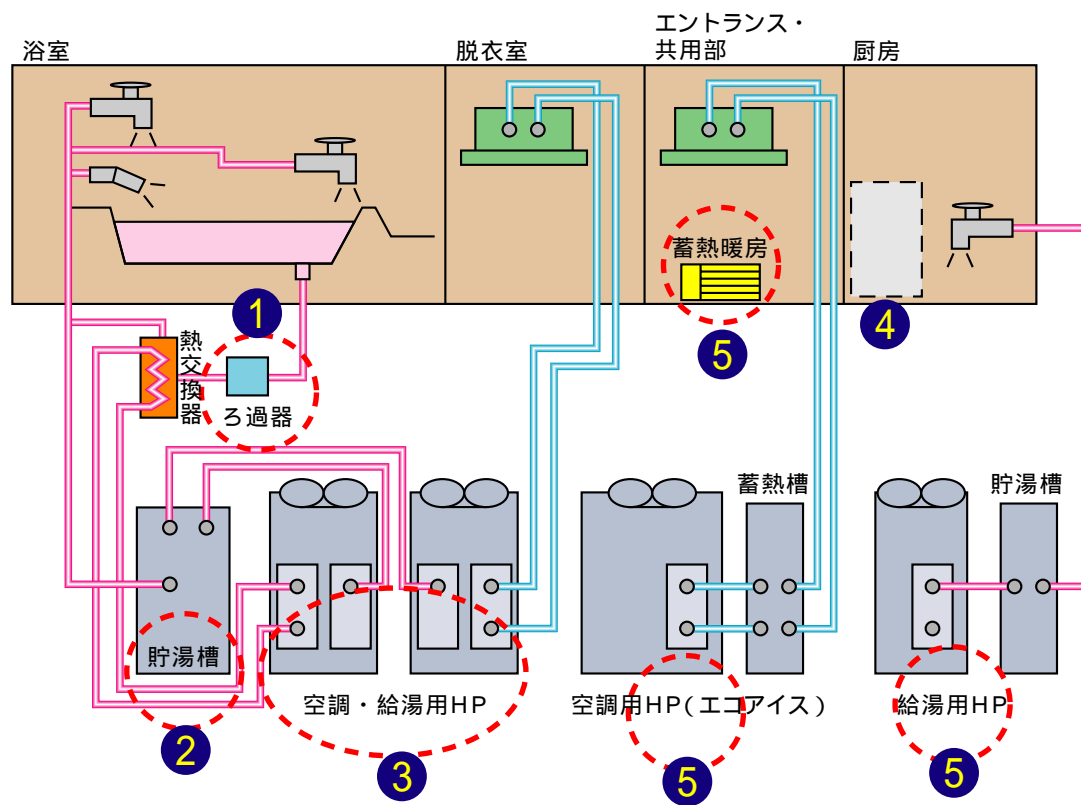 浴室
脱衣室
エントランス・
共用部
厨房
蓄熱暖房
1
5
4
熱交換器
ろ過器
蓄熱槽
貯湯槽
貯湯槽
空調・給湯用HP
空調用HP(エコアイス)
給湯用HP
2
3
5
5